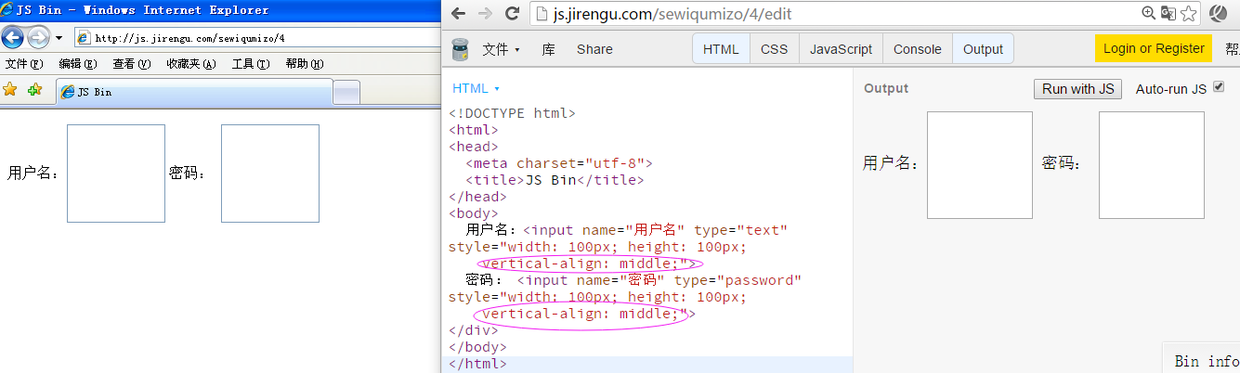 JS Bin - Windows Internet Explorer
http://js.jirengu.com/sewiqumizo/4
文件(F) 编辑(E) 查看(V) 收藏夹(A) 工具(T) 帮助(H)
JS Bin
用户名: 密码:
js.jirengu.com/sewiqumizo/4/edit
文件 库 Share HTML CSS JavaScript Console Output Login or Register 帮
HTML
<!DOCTYPE html>
<html>
<head>
<meta charset="utf-8">
<title>JS Bin</title>
</head>
<body>
用户名：<input name="用户名" type="text"
style="width: 100px; height: 100px;
vertical-align: middle;">
密码： <input name="密码" type="password"
style="width: 100px; height: 100px;
vertical-align: middle;">
</div>
</body>
</html>
Output Run with JS Auto-run JS
用户名: 密码:
Bin info